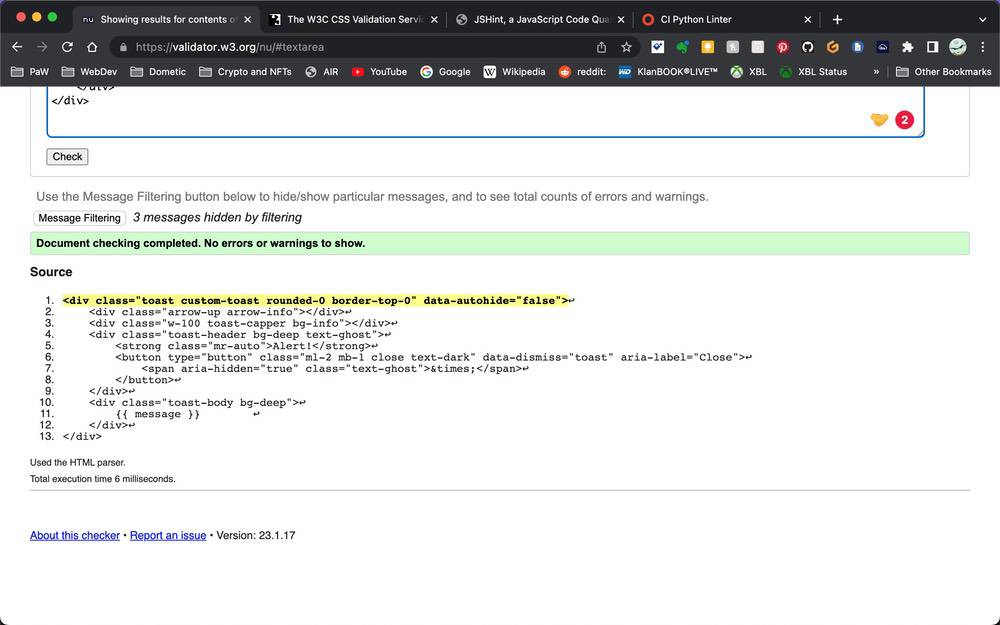 Showing results for contents of
The W3C CSS Validation Servic
JSHint, a JavaScript Code Qua
CI Python Linter
https://validator.w3.org/nu/#textarea
PaW WebDev Dometic Crypto and NFTs AIR YouTube Google Wikipedia reddit: KlanBOOK®LIVE™ XBL XBL Status » Other Bookmarks
</div>
</div>
2
Check
Use the Message Filtering button below to hide/show particular messages, and to see total counts of errors and warnings.
Message Filtering 3 messages hidden by filtering
Document checking completed. No errors or warnings to show.
Source
1. <div class="toast custom-toast rounded-0 border-top-0" data-autohide="false">↩
2. <div class="arrow-up arrow-info"></div>↩
3. <div class="w-100 toast-capper bg-info"></div>↩
4. <div class="toast-header bg-deep text-ghost">↩
5. <strong class="mr-auto">Alert!</strong>↩
6. <button type="button" class="ml-2 mb-1 close text-dark" data-dismiss="toast" aria-label="Close">↩
7. <span aria-hidden="true" class="text-ghost">&times;</span>↩
8. </button>↩
9. </div>↩
10. <div class="toast-body bg-deep">↩
11. {{ message }} ↩
12. </div>↩
13. </div>
Used the HTML parser.
Total execution time 6 milliseconds.
About this checker • Report an issue • Version: 23.1.17